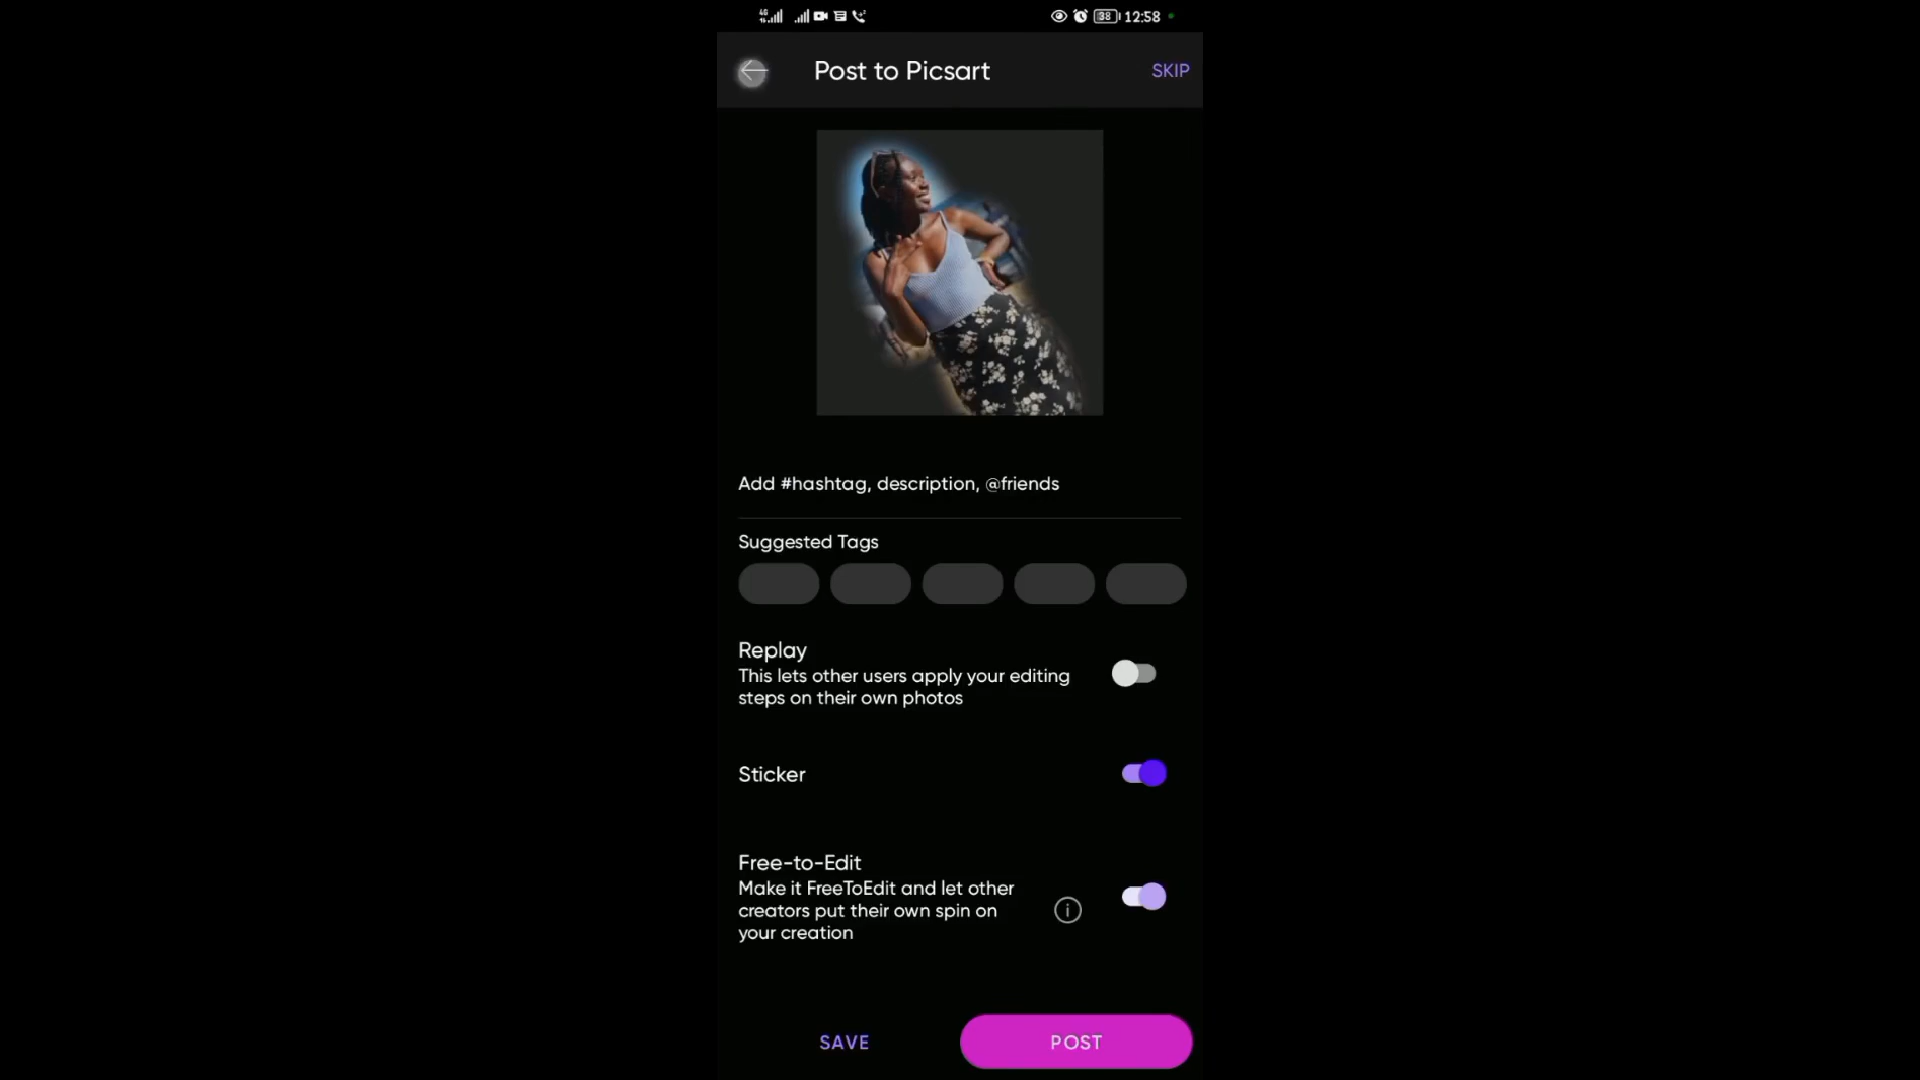 4G 38 12:58
Post to Picsart SKIP
Add #hashtag, description, @friends
Suggested Tags
Replay
This lets other users apply your editing
steps on their own photos
Sticker
Free-to-Edit
Make it FreeToEdit and let other
creators put their own spin on
your creation
SAVE POST